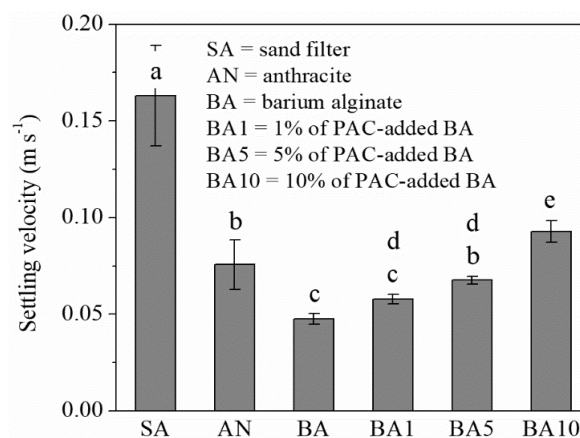 0.20
0.15
0.10
0.05
0.00
Settling velocity (m s⁻¹)
SA = sand filter
AN = anthracite
BA = barium alginate
BA1 = 1% of PAC-added BA
BA5 = 5% of PAC-added BA
BA10 = 10% of PAC-added BA
a
b
c
d
c
d
b
e
SA AN BA BA1 BA5 BA10